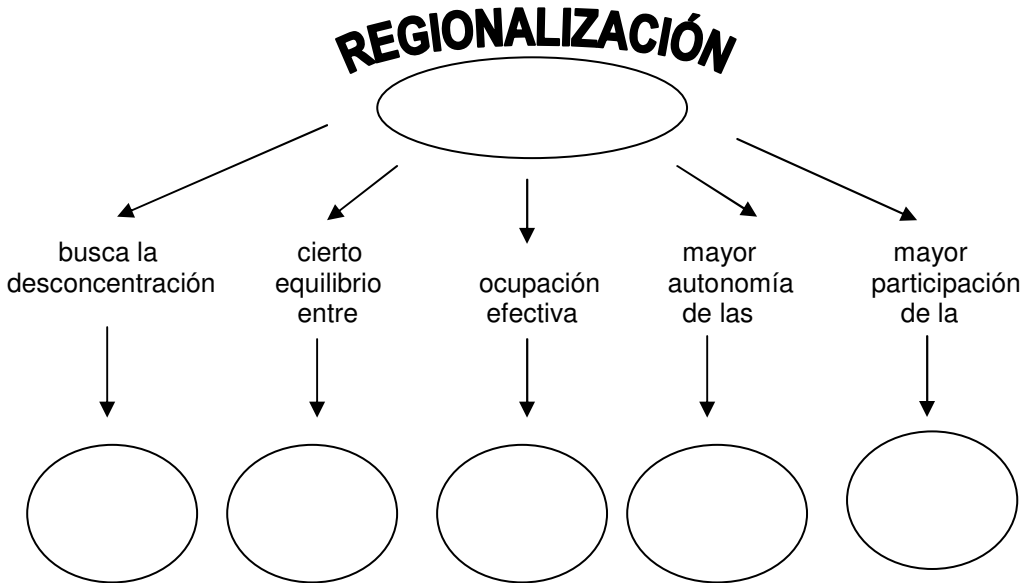 REGIONALIZACIÓN
busca la
desconcentración
cierto
equilibrio
entre
ocupación
efectiva
mayor
autonomía
de las
mayor
participación
de la